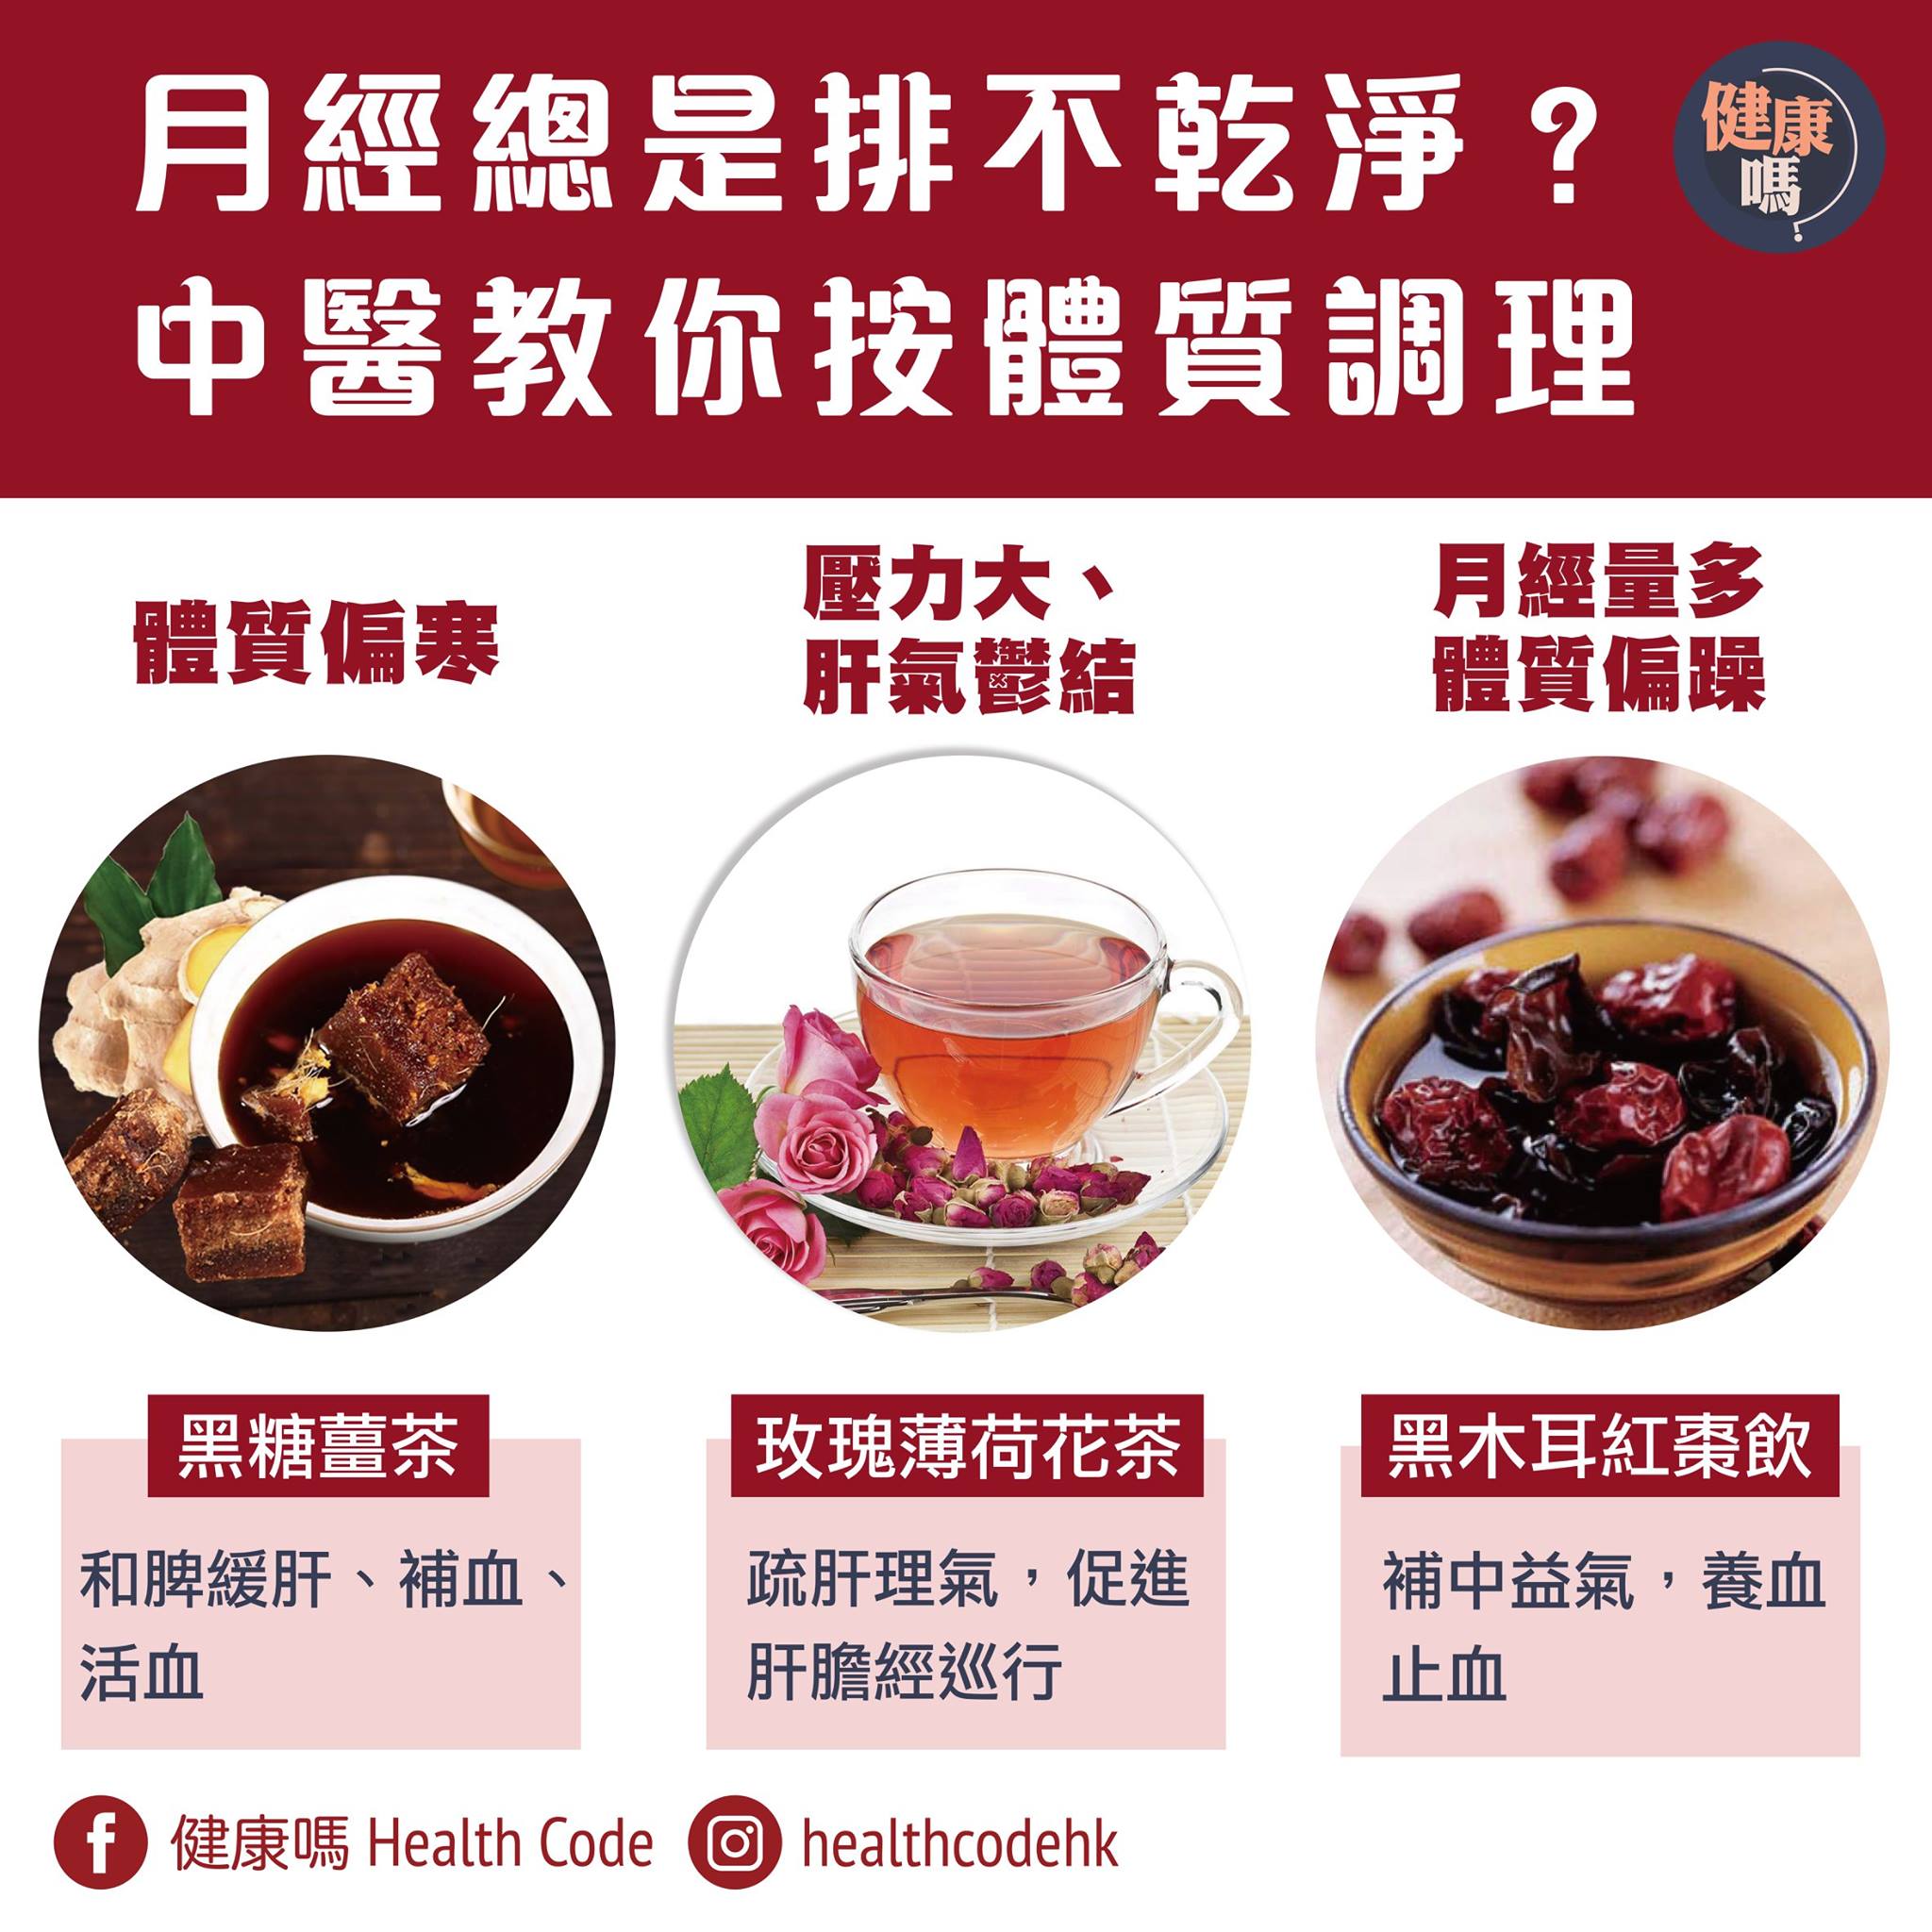 月經總是排不乾淨？
健康
嗎
中醫教你按體質調理
體質偏寒
壓力大、
肝氣鬱結
月經量多
體質偏躁
黑糖薑茶
和脾緩肝、補血、
活血
玫瑰薄荷花茶
疏肝理氣，促進
肝膽經巡行
黑木耳紅棗飲
補中益氣，養血
止血
健康嗎 Health Code
healthcodehk